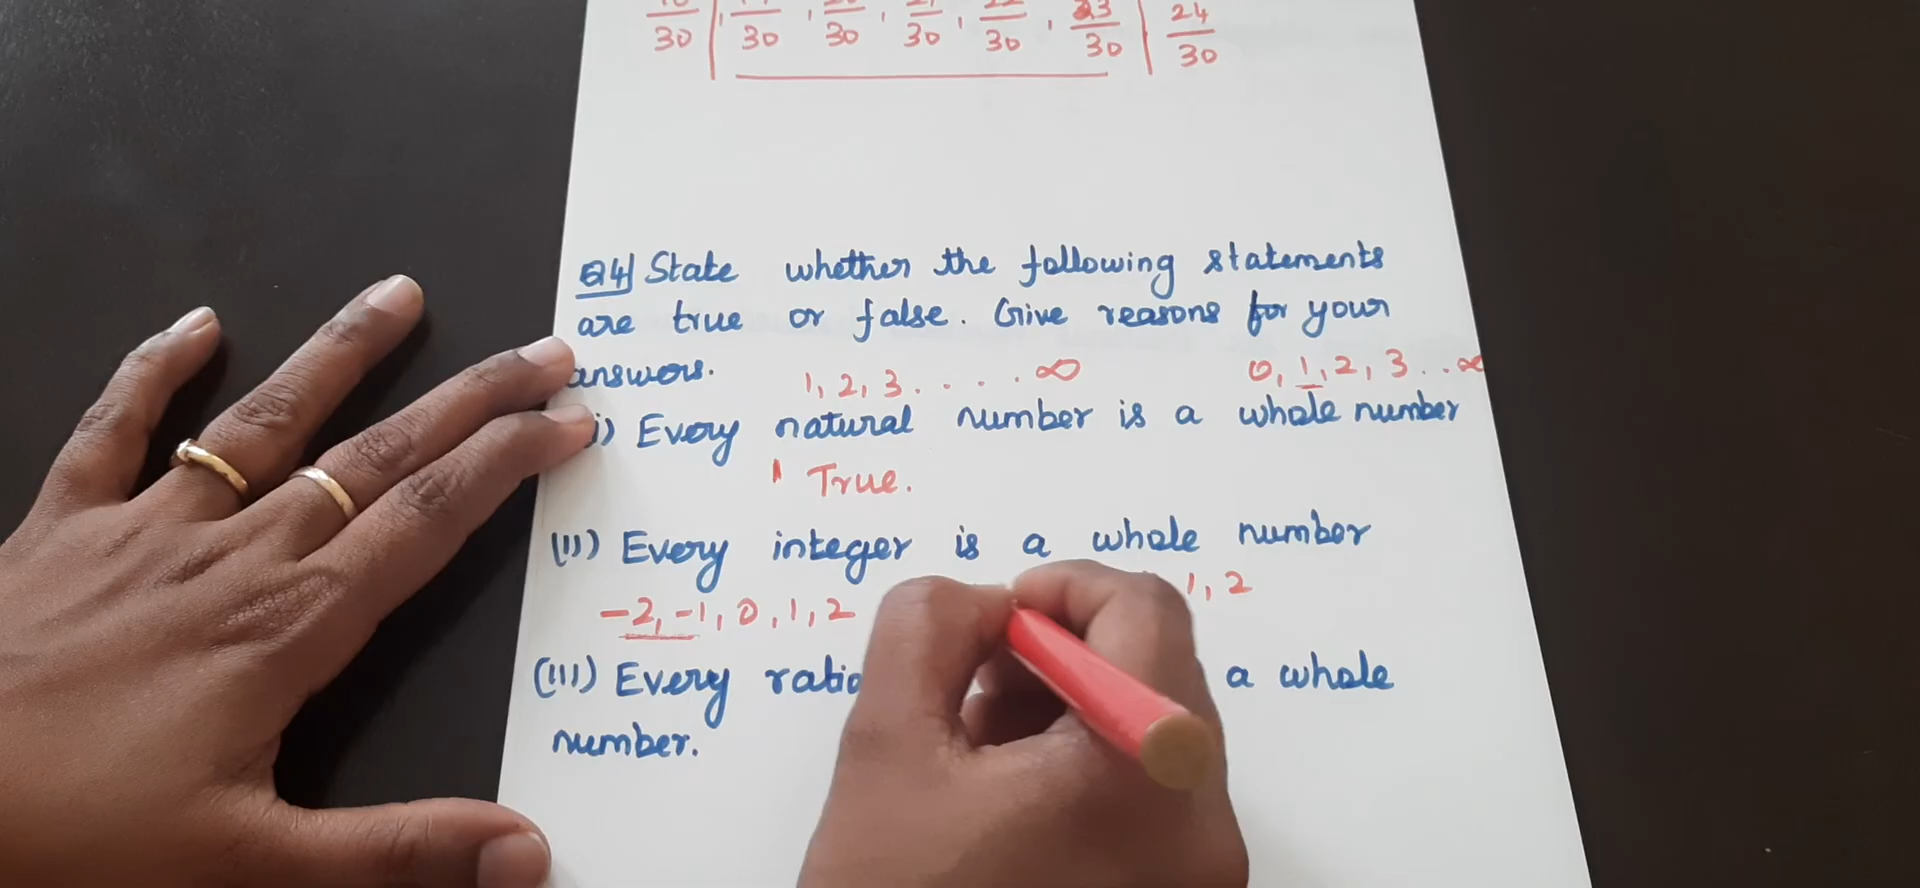 30 | 30 , 30 , 30 , 30 , 23/30 | 24/30
Q4| State whether the following statements
are true or false. Give reasons for your
answers.
1, 2, 3 . . . . ∞ 0, 1, 2, 3 . . ∞
i) Every natural number is a whole number
True.
(ii) Every integer is a whole number
-2, -1, 0, 1, 2 1, 2
(iii) Every a whole
number.